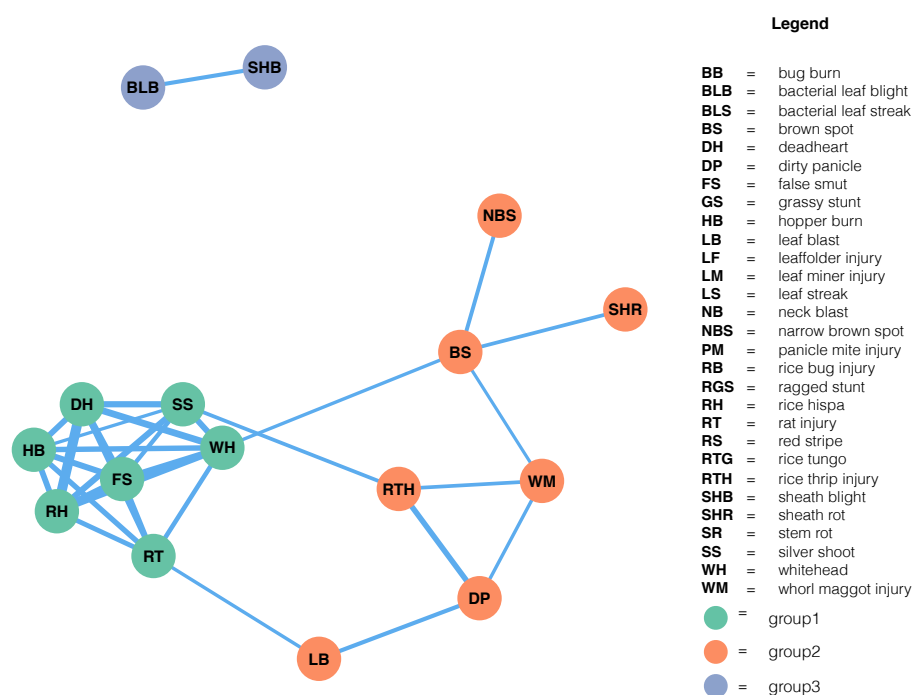 Legend
SHB
BLB
NBS
SHR
BS
DH
SS
WH
HB
FS
RH
RT
RTH
WM
DP
LB
BB = bug burn
BLB = bacterial leaf blight
BLS = bacterial leaf streak
BS = brown spot
DH = deadheart
DP = dirty panicle
FS = false smut
GS = grassy stunt
HB = hopper burn
LB = leaf blast
LF = leaffolder injury
LM = leaf miner injury
LS = leaf streak
NB = neck blast
NBS = narrow brown spot
PM = panicle mite injury
RB = rice bug injury
RGS = ragged stunt
RH = rice hispa
RT = rat injury
RS = red stripe
RTG = rice tungo
RTH = rice thrip injury
SHB = sheath blight
SHR = sheath rot
SR = stem rot
SS = silver shoot
WH = whitehead
WM = whorl maggot injury
= group1
= group2
= group3